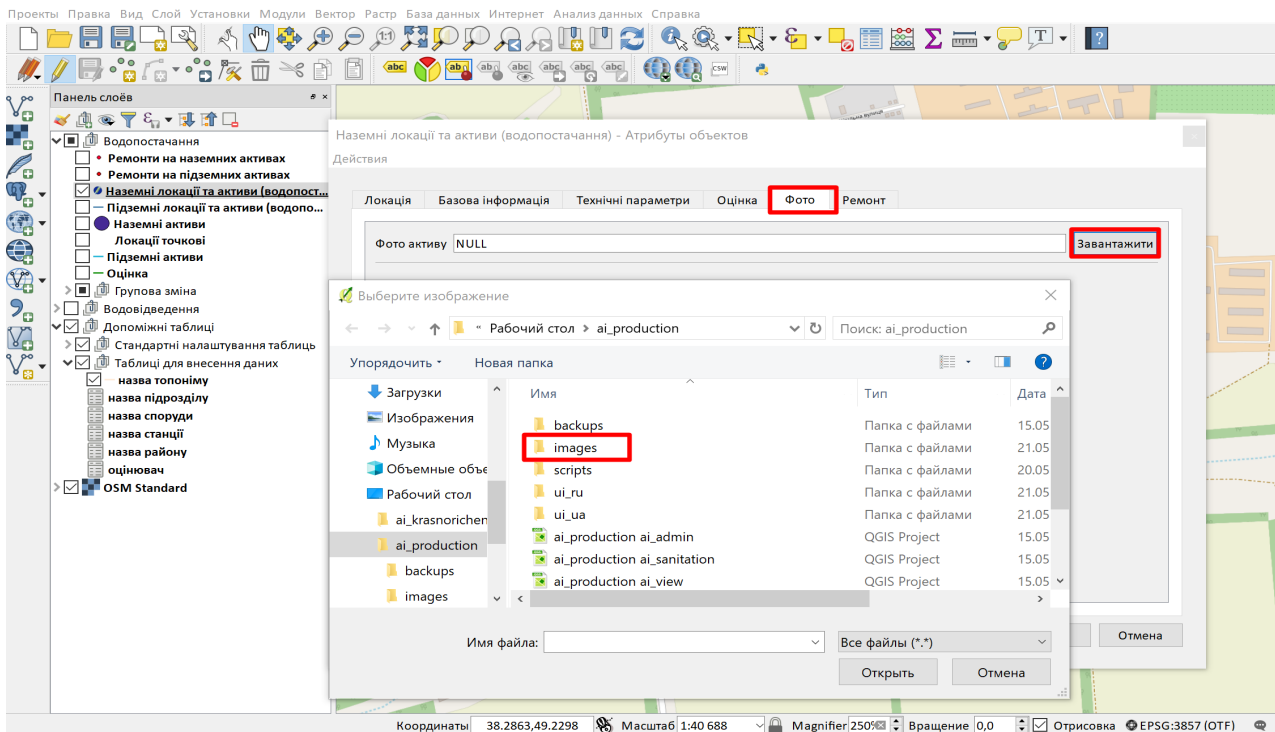 Проекты Правка Вид Слой Установки Модули Вектор Растр База данных Интернет Анализ данных Справка
abc
CSW
Панель слоёв
Водопостачання
Ремонти на наземних активах
Ремонти на підземних активах
Наземні локації та активи (водопост...
Підземні локації та активи (водопо...
Наземні активи
Локації точкові
Підземні активи
Оцінка
Групова зміна
Водовідведення
Допоміжні таблиці
Стандартні налаштування таблиць
Таблиці для внесення даних
назва топоніму
назва підрозділу
назва споруди
назва станції
назва району
оцінювач
OSM Standard
Наземні локації та активи (водопостачання) - Атрибуты объектов
Действия
Локація Базова інформація Технічні параметри Оцінка Фото Ремонт
Фото активу NULL Завантажити
Выберите изображение
« Рабочий стол > ai_production Поиск: ai_production
Упорядочить Новая папка
Загрузки
Изображения
Музыка
Объемные объе
Рабочий стол
ai_krasnorichen
ai_production
backups
images
Имя Тип Дата
backups Папка с файлами 15.05
images Папка с файлами 21.05
scripts Папка с файлами 20.05
ui_ru Папка с файлами 21.05
ui_ua Папка с файлами 21.05
ai_production ai_admin QGIS Project 15.05
ai_production ai_sanitation QGIS Project 15.05
ai_production ai_view QGIS Project 15.05
Имя файла: Все файлы (*.*)
Открыть Отмена
Отмена
Координаты 38.2863,49.2298 Масштаб 1:40 688 Magnifier 250% Вращение 0,0 Отрисовка EPSG:3857 (OTF)